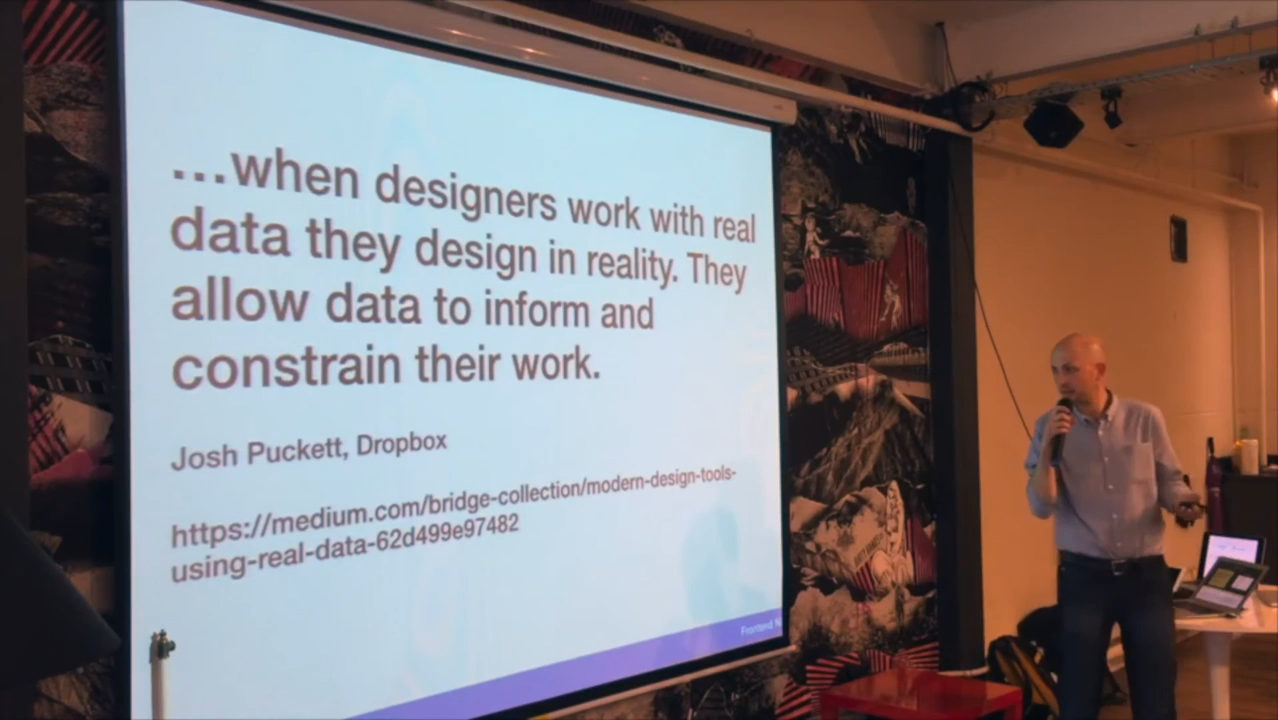 ...when designers work with real
data they design in reality. They
allow data to inform and
constrain their work.
Josh Puckett, Dropbox
https://medium.com/bridge-collection/modern-design-tools-
using-real-data-62d499e97482
Frontend